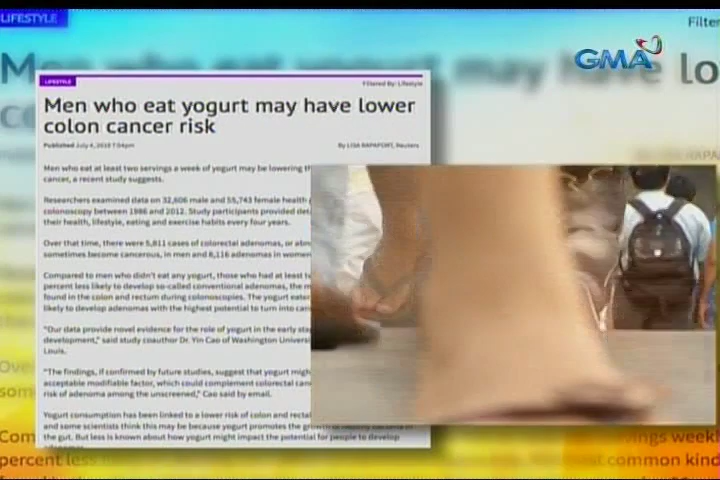 LIFESTYLE
Filter
GMA
Men who eat yogurt may have lo
LIFESTYLE
Filtered By: Lifestyle
Men who eat yogurt may have lower
colon cancer risk
Published July 4, 2019 7:04pm
By LISA RAPAPORT, Reuters
Men who eat at least two servings a week of yogurt may be lowering
cancer, a recent study suggests.
Researchers examined data on 32,606 male and 55,743 female health
colonoscopy between 1986 and 2012. Study participants provided
their health, lifestyle, eating and exercise habits every four years.
Over that time, there were 5,811 cases of colorectal adenomas, or
sometimes become cancerous, in men and 8,116 adenomas in women
Compared to men who didn't eat any yogurt, those who had at least
percent less likely to develop so-called conventional adenomas, the
found in the colon and rectum during colonoscopies. The yogurt
likely to develop adenomas with the highest potential to turn into
"Our data provide novel evidence for the role of yogurt in the early
development," said study coauthor Dr. Yin Cao of Washington
Louis.
"The findings, if confirmed by future studies, suggest that yogurt
acceptable modifiable factor, which could complement colorectal
risk of adenoma among the unscreened," Cao said by email.
Yogurt consumption has been linked to a lower risk of colon and
and some scientists think this may be because yogurt promotes the
the gut. But less is known about how yogurt might impact the potential for people to develop
Over
som
Com
ings weekly
percent less
st common kind